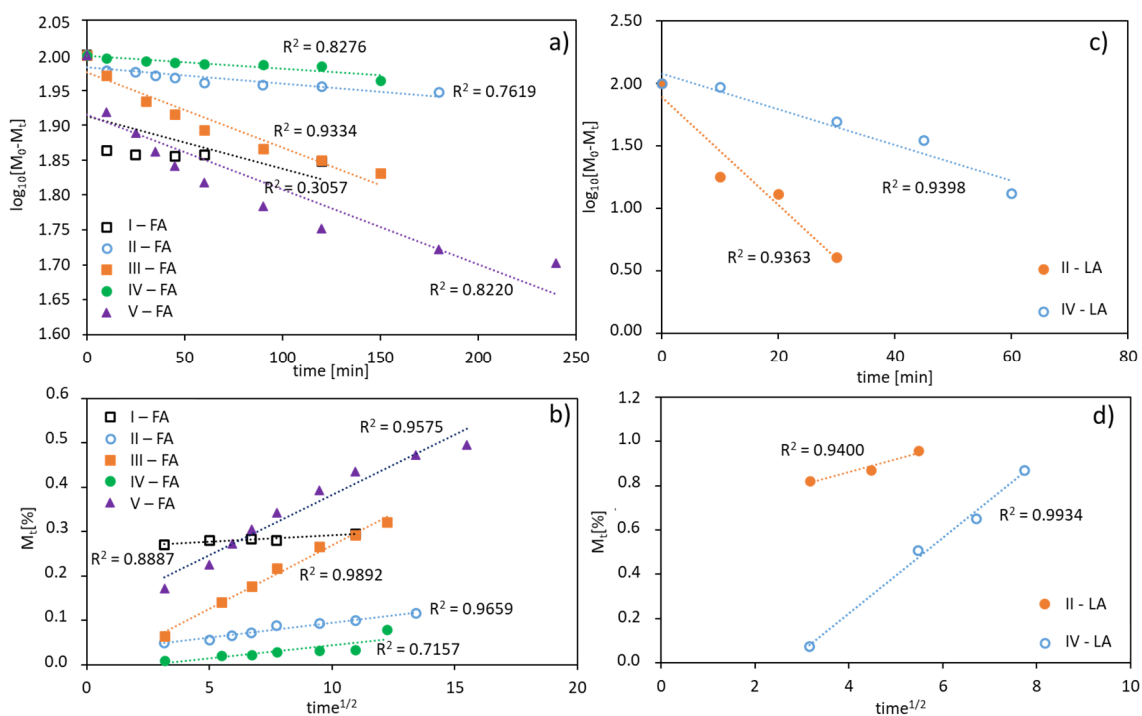 a)
2.05
2.00
1.95
1.90
1.85
1.80
1.75
1.70
1.65
1.60
log₁₀[M₀-Mₜ]
R² = 0.8276
R² = 0.7619
R² = 0.9334
R² = 0.3057
R² = 0.8220
I – FA
II – FA
III – FA
IV – FA
V – FA
0 50 100 150 200 250
time [min]
c)
2.50
2.00
1.50
1.00
0.50
0.00
log₁₀[M₀-Mₜ]
R² = 0.9398
R² = 0.9363
II - LA
IV - LA
0 20 40 60 80
time [min]
b)
0.6
0.5
0.4
0.3
0.2
0.1
0.0
Mₜ[%]
I – FA
II – FA
III – FA
IV – FA
V – FA
R² = 0.9575
R² = 0.8887
R² = 0.9892
R² = 0.9659
R² = 0.7157
0 5 10 15 20
time¹/²
d)
1.2
1.0
0.8
0.6
0.4
0.2
0.0
Mₜ[%]
R² = 0.9400
R² = 0.9934
II - LA
IV - LA
0 2 4 6 8 10
time¹/²